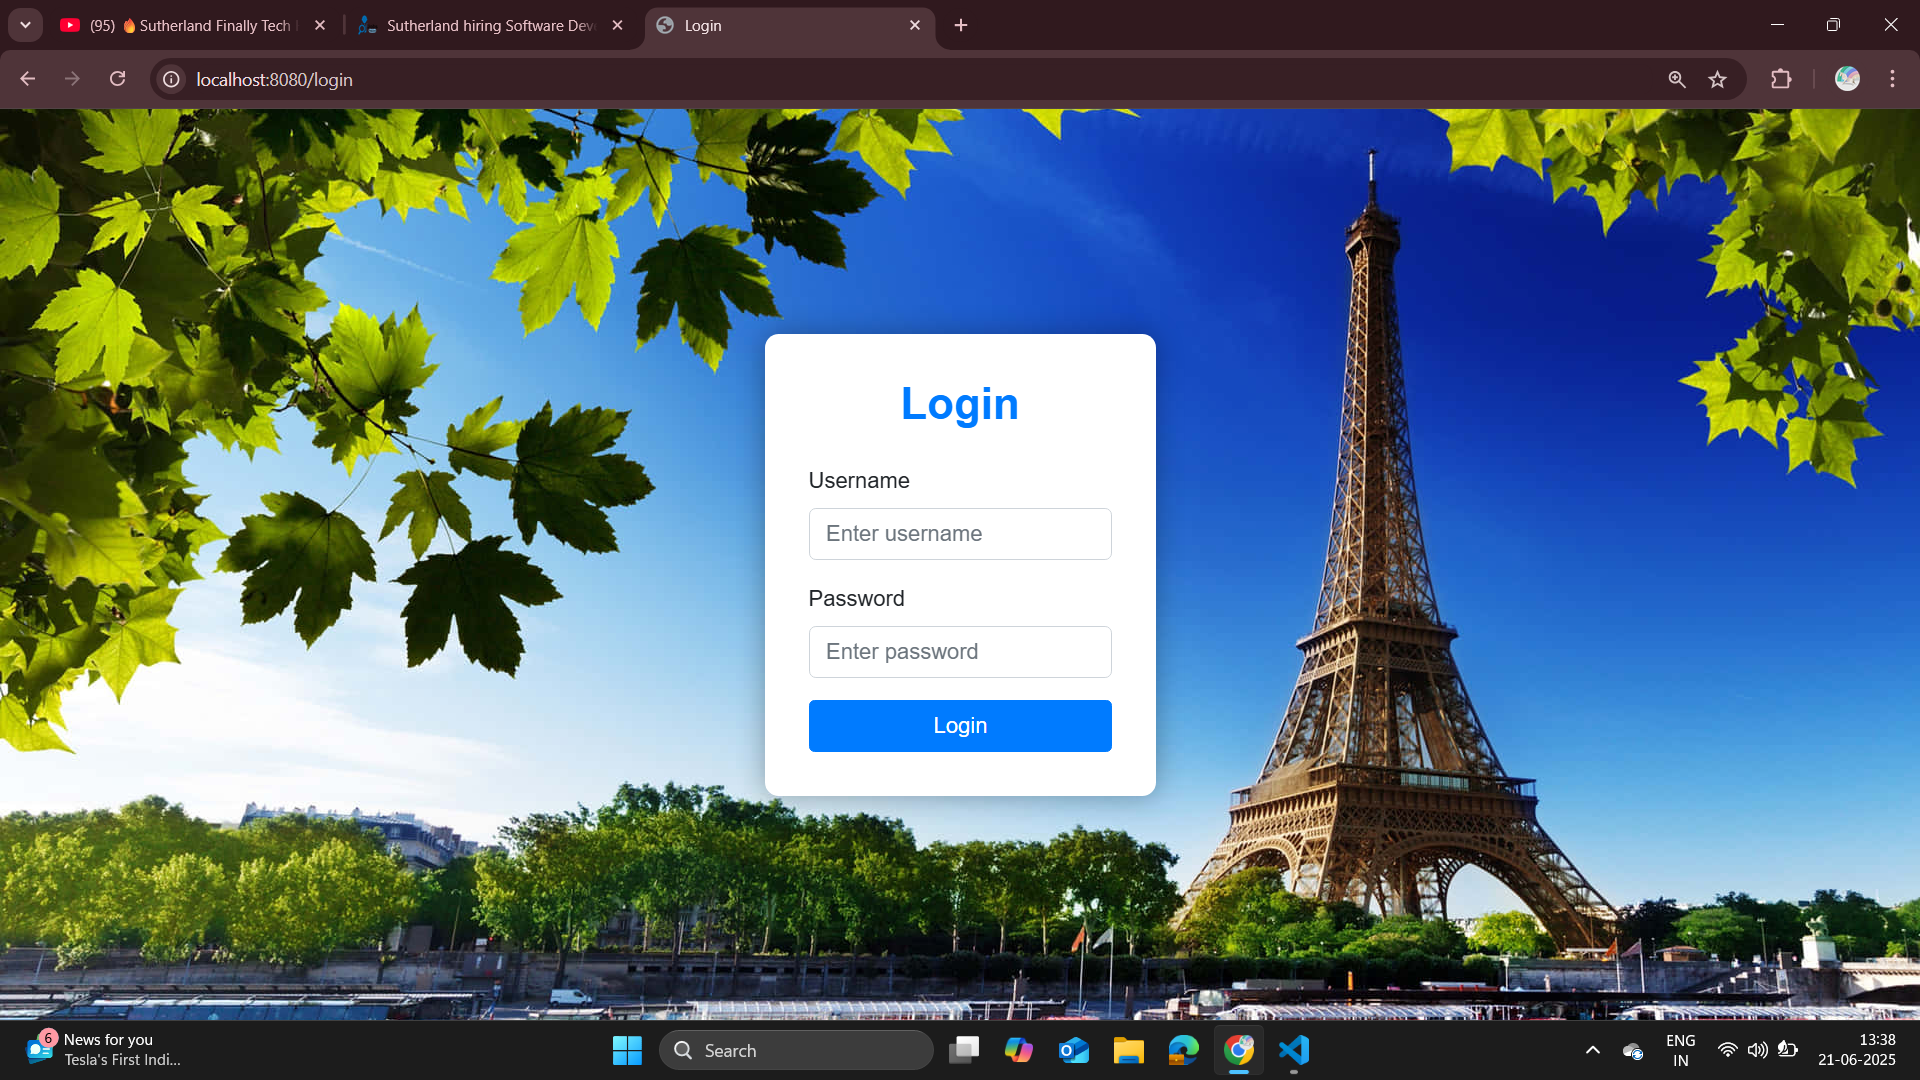 (95) 🔥 Sutherland Finally Tech
Sutherland hiring Software Dev
Login
localhost:8080/login
Login
Username
Enter username
Password
Enter password
Login
6
News for you
Tesla's First Indi...
Search
ENG
IN
13:38
21-06-2025